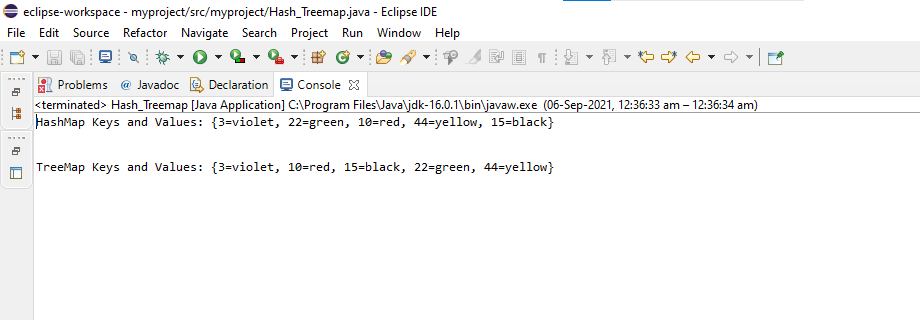 eclipse-workspace - myproject/src/myproject/Hash_Treemap.java - Eclipse IDE
File Edit Source Refactor Navigate Search Project Run Window Help
Problems @ Javadoc Declaration Console
<terminated> Hash_Treemap [Java Application] C:\Program Files\Java\jdk-16.0.1\bin\javaw.exe (06-Sep-2021, 12:36:33 am – 12:36:34 am)
HashMap Keys and Values: {3=violet, 22=green, 10=red, 44=yellow, 15=black}
TreeMap Keys and Values: {3=violet, 10=red, 15=black, 22=green, 44=yellow}